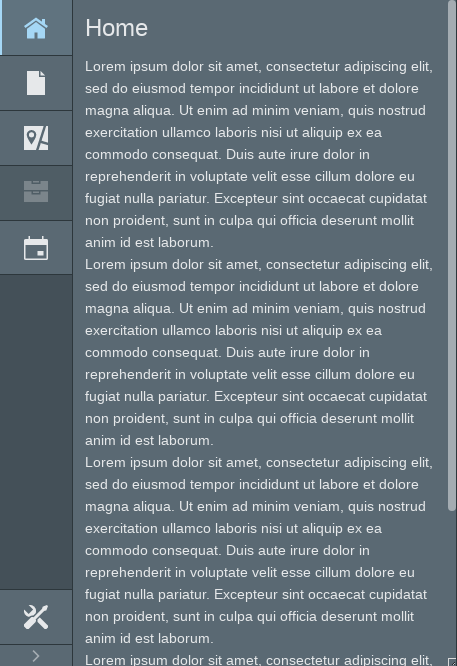 Home
Lorem ipsum dolor sit amet, consectetur adipiscing elit,
sed do eiusmod tempor incididunt ut labore et dolore
magna aliqua. Ut enim ad minim veniam, quis nostrud
exercitation ullamco laboris nisi ut aliquip ex ea
commodo consequat. Duis aute irure dolor in
reprehenderit in voluptate velit esse cillum dolore eu
fugiat nulla pariatur. Excepteur sint occaecat cupidatat
non proident, sunt in culpa qui officia deserunt mollit
anim id est laborum.
Lorem ipsum dolor sit amet, consectetur adipiscing elit,
sed do eiusmod tempor incididunt ut labore et dolore
magna aliqua. Ut enim ad minim veniam, quis nostrud
exercitation ullamco laboris nisi ut aliquip ex ea
commodo consequat. Duis aute irure dolor in
reprehenderit in voluptate velit esse cillum dolore eu
fugiat nulla pariatur. Excepteur sint occaecat cupidatat
non proident, sunt in culpa qui officia deserunt mollit
anim id est laborum.
Lorem ipsum dolor sit amet, consectetur adipiscing elit,
sed do eiusmod tempor incididunt ut labore et dolore
magna aliqua. Ut enim ad minim veniam, quis nostrud
exercitation ullamco laboris nisi ut aliquip ex ea
commodo consequat. Duis aute irure dolor in
reprehenderit in voluptate velit esse cillum dolore eu
fugiat nulla pariatur. Excepteur sint occaecat cupidatat
non proident, sunt in culpa qui officia deserunt mollit
anim id est laborum.
Lorem ipsum dolor sit amet, consectetur adipiscing elit,